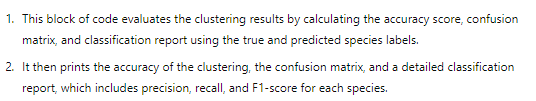 1. This block of code evaluates the clustering results by calculating the accuracy score, confusion
matrix, and classification report using the true and predicted species labels.
2. It then prints the accuracy of the clustering, the confusion matrix, and a detailed classification
report, which includes precision, recall, and F1-score for each species.